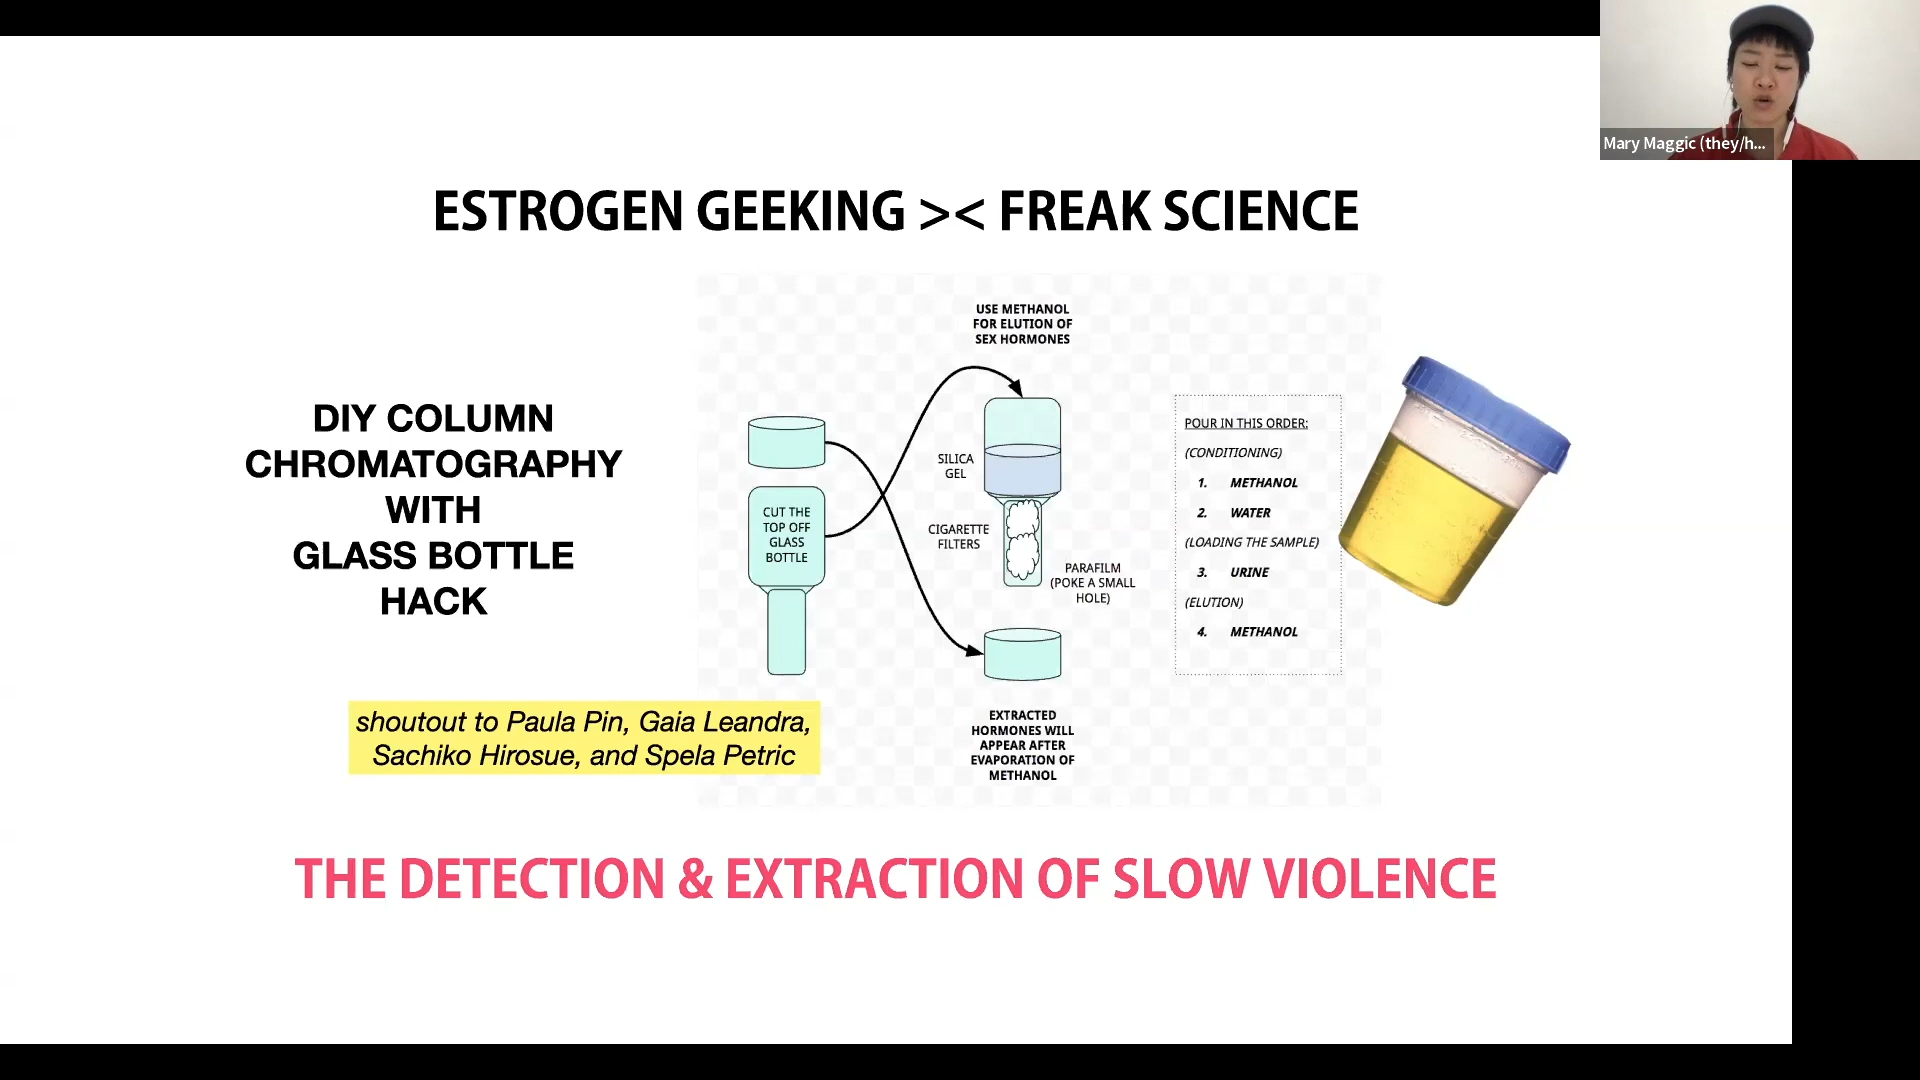 Mary Maggic (they/h...
ESTROGEN GEEKING >< FREAK SCIENCE
DIY COLUMN
CHROMATOGRAPHY
WITH
GLASS BOTTLE
HACK
shoutout to Paula Pin, Gaia Leandra,
Sachiko Hirosue, and Spela Petric
USE METHANOL
FOR ELUTION OF
SEX HORMONES
CUT THE
TOP OFF
GLASS
BOTTLE
SILICA
GEL
CIGARETTE
FILTERS
PARAFILM
(POKE A SMALL
HOLE)
EXTRACTED
HORMONES WILL
APPEAR AFTER
EVAPORATION OF
METHANOL
POUR IN THIS ORDER:
(CONDITIONING)
1. METHANOL
2. WATER
(LOADING THE SAMPLE)
3. URINE
(ELUTION)
4. METHANOL
THE DETECTION & EXTRACTION OF SLOW VIOLENCE